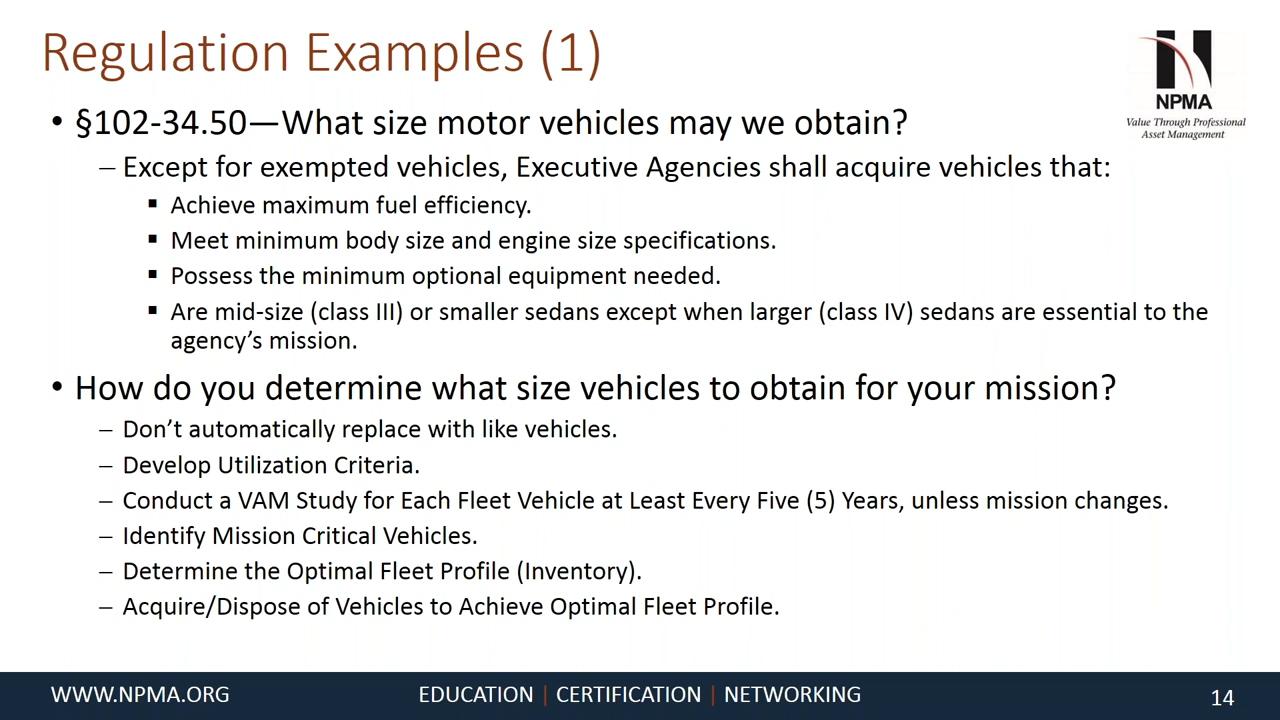 Regulation Examples (1)
NPMA
Value Through Professional
Asset Management
• §102-34.50—What size motor vehicles may we obtain?
– Except for exempted vehicles, Executive Agencies shall acquire vehicles that:
▪ Achieve maximum fuel efficiency.
▪ Meet minimum body size and engine size specifications.
▪ Possess the minimum optional equipment needed.
▪ Are mid-size (class III) or smaller sedans except when larger (class IV) sedans are essential to the
agency’s mission.
• How do you determine what size vehicles to obtain for your mission?
– Don’t automatically replace with like vehicles.
– Develop Utilization Criteria.
– Conduct a VAM Study for Each Fleet Vehicle at Least Every Five (5) Years, unless mission changes.
– Identify Mission Critical Vehicles.
– Determine the Optimal Fleet Profile (Inventory).
– Acquire/Dispose of Vehicles to Achieve Optimal Fleet Profile.
WWW.NPMA.ORG EDUCATION | CERTIFICATION | NETWORKING 14